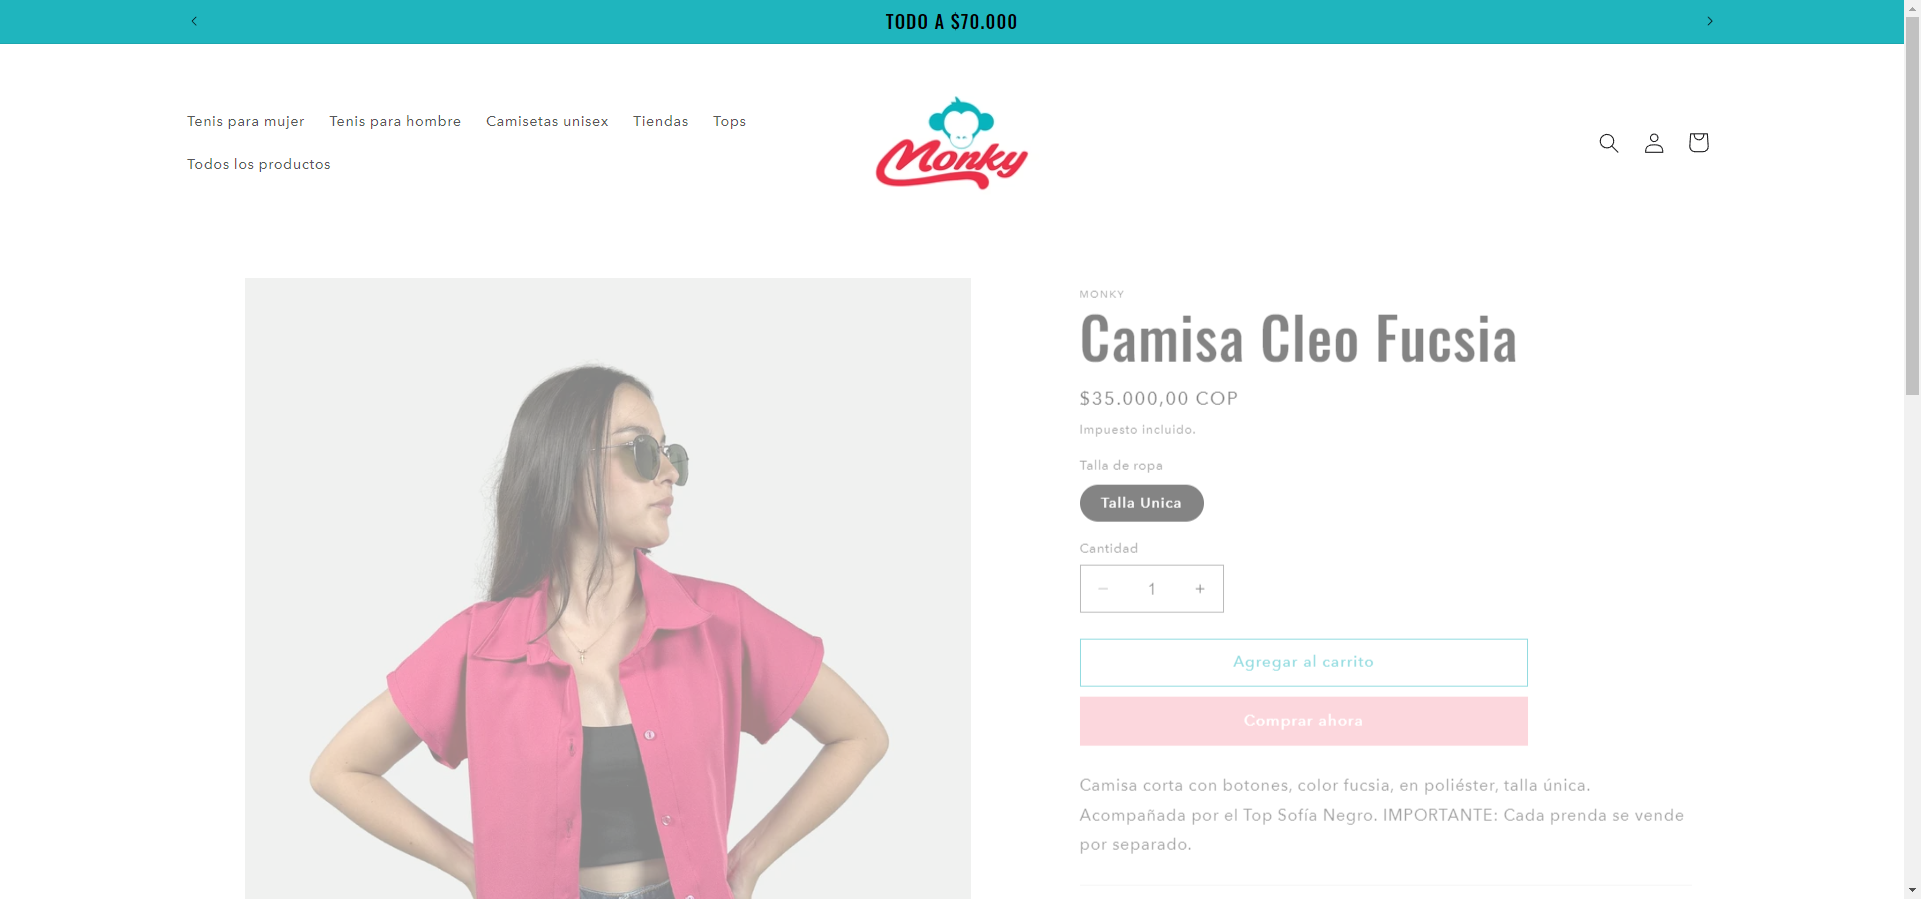 TODO A $70.000
Tenis para mujer
Tenis para hombre
Camisetas unisex
Tiendas
Tops
Todos los productos
Monky
MONKY
Camisa Cleo Fucsia
$35.000,00 COP
Impuesto incluido.
Talla de ropa
Talla Unica
Cantidad
1
Agregar al carrito
Comprar ahora
Camisa corta con botones, color fucsia, en poliéster, talla única.
Acompañada por el Top Sofía Negro. IMPORTANTE: Cada prenda se vende
por separado.